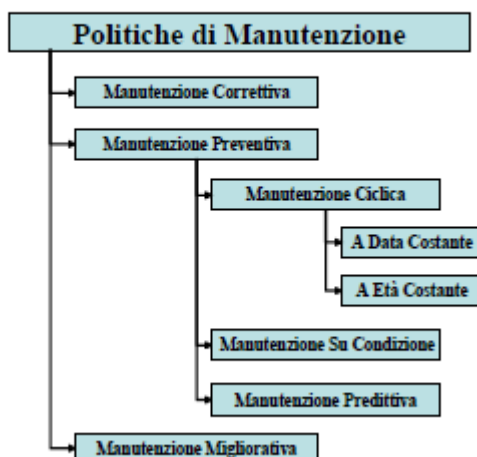 Politiche di Manutenzione
Manutenzione Correttiva
Manutenzione Preventiva
Manutenzione Ciclica
A Data Costante
A Età Costante
Manutenzione Su Condizione
Manutenzione Predittiva
Manutenzione Migliorativa